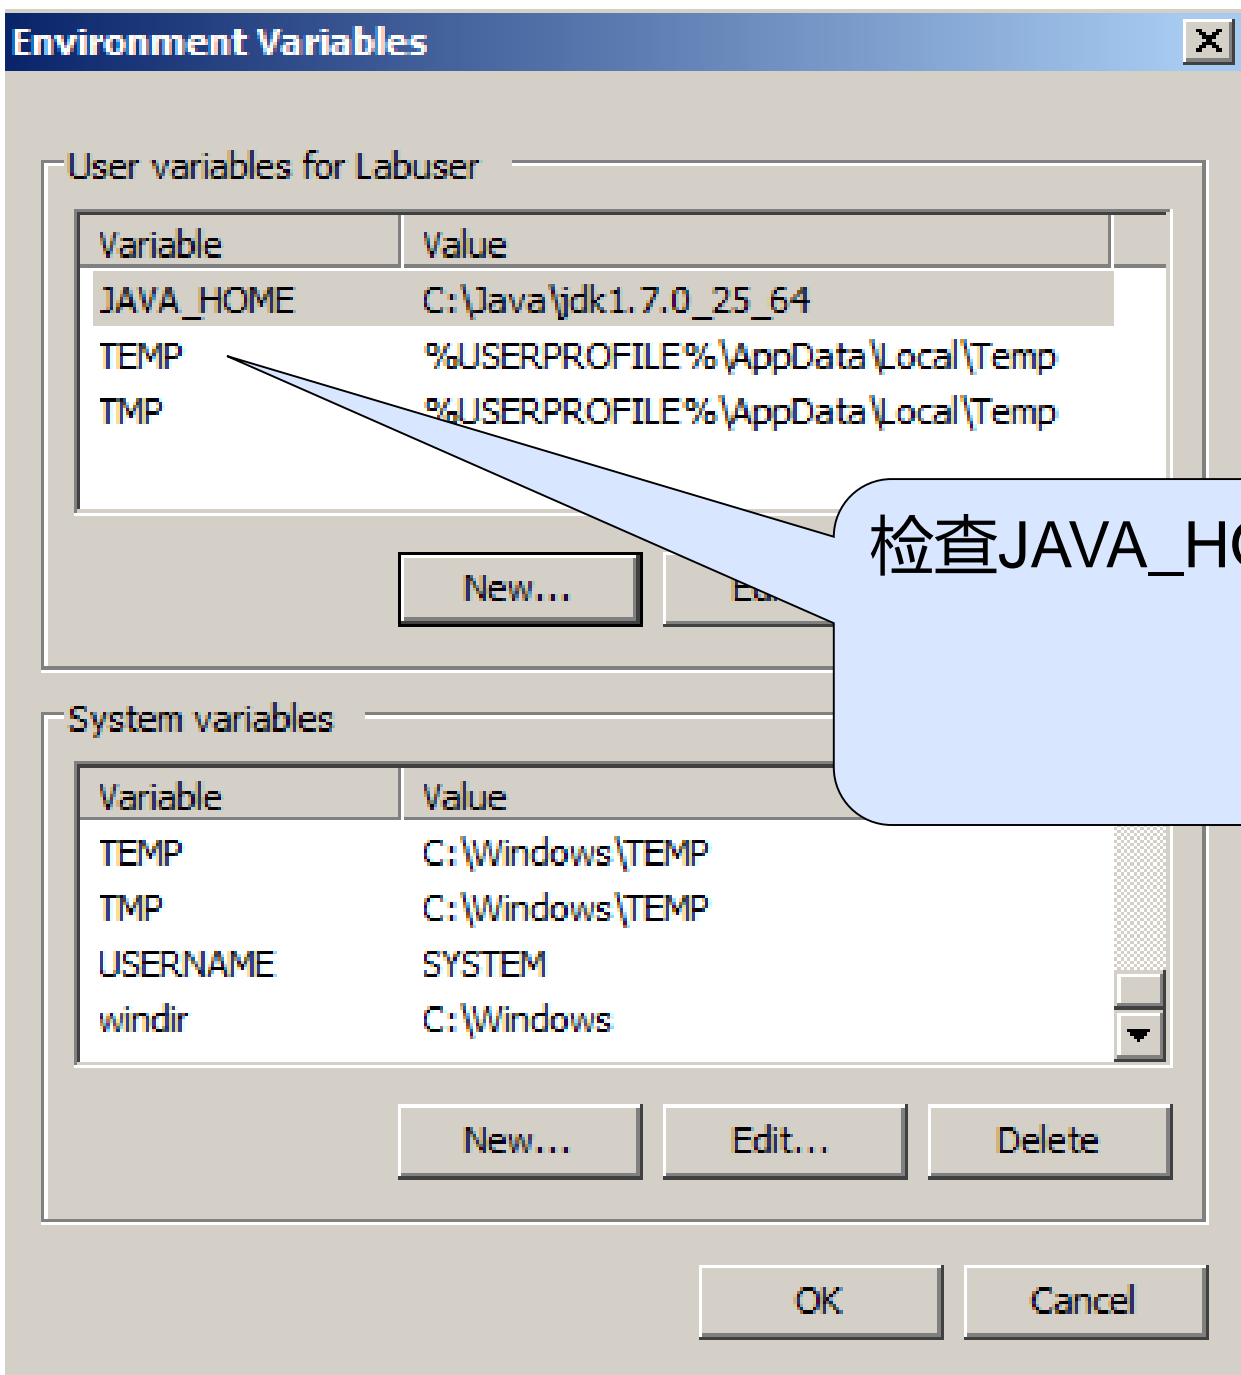 Environment Variables
User variables for Labuser
Variable Value
JAVA_HOME C:\Java\jdk1.7.0_25_64
TEMP %USERPROFILE%\AppData\Local\Temp
TMP %USERPROFILE%\AppData\Local\Temp
检查JAVA_HO
New...
System variables
Variable Value
TEMP C:\Windows\TEMP
TMP C:\Windows\TEMP
USERNAME SYSTEM
windir C:\Windows
New... Edit... Delete
OK Cancel